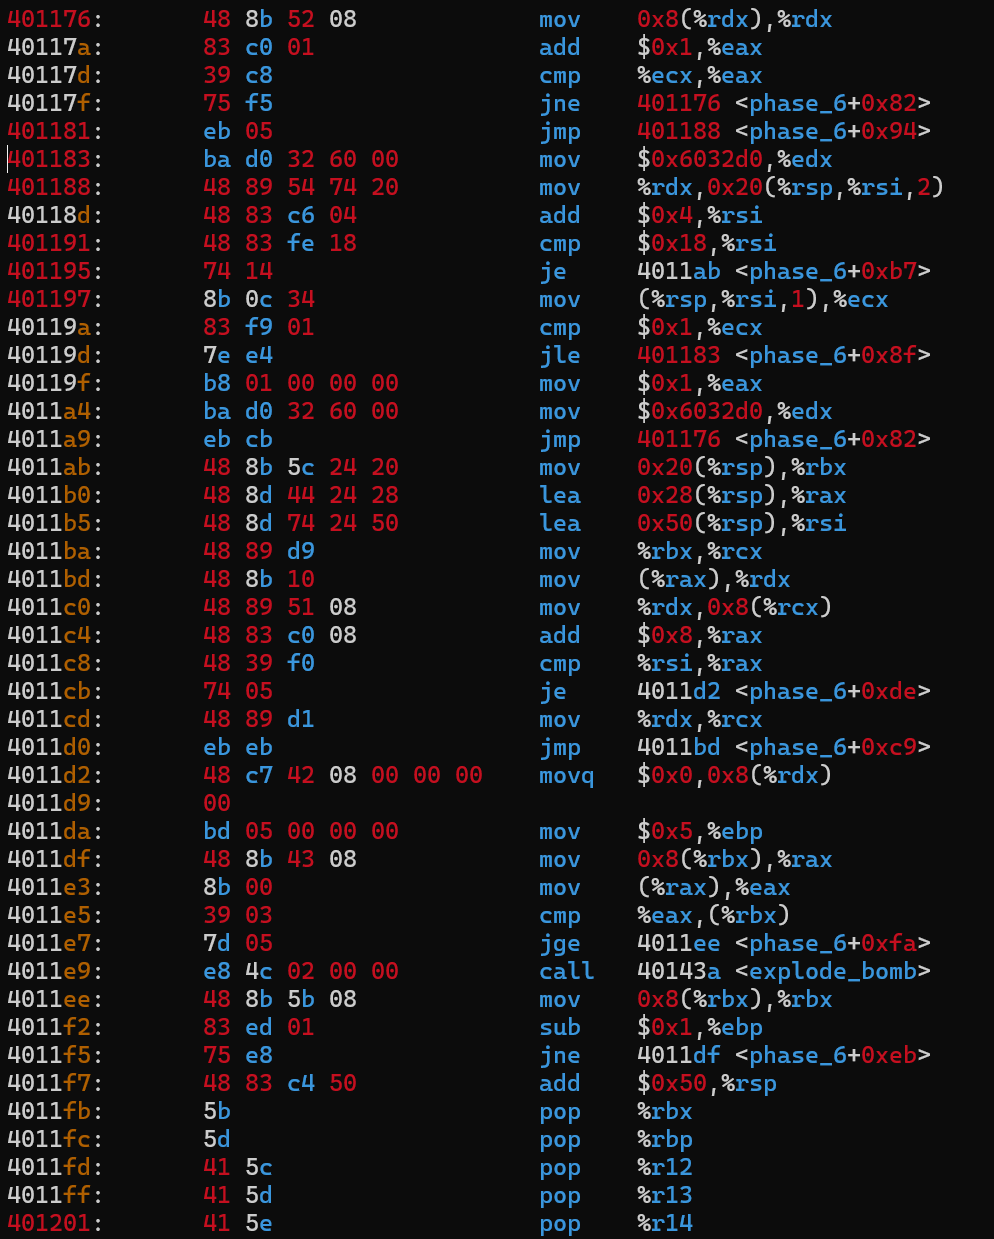 401176: 48 8b 52 08 mov 0x8(%rdx),%rdx
40117a: 83 c0 01 add $0x1,%eax
40117d: 39 c8 cmp %ecx,%eax
40117f: 75 f5 jne 401176 <phase_6+0x82>
401181: eb 05 jmp 401188 <phase_6+0x94>
401183: ba d0 32 60 00 mov $0x6032d0,%edx
401188: 48 89 54 74 20 mov %rdx,0x20(%rsp,%rsi,2)
40118d: 48 83 c6 04 add $0x4,%rsi
401191: 48 83 fe 18 cmp $0x18,%rsi
401195: 74 14 je 4011ab <phase_6+0xb7>
401197: 8b 0c 34 mov (%rsp,%rsi,1),%ecx
40119a: 83 f9 01 cmp $0x1,%ecx
40119d: 7e e4 jle 401183 <phase_6+0x8f>
40119f: b8 01 00 00 00 mov $0x1,%eax
4011a4: ba d0 32 60 00 mov $0x6032d0,%edx
4011a9: eb cb jmp 401176 <phase_6+0x82>
4011ab: 48 8b 5c 24 20 mov 0x20(%rsp),%rbx
4011b0: 48 8d 44 24 28 lea 0x28(%rsp),%rax
4011b5: 48 8d 74 24 50 lea 0x50(%rsp),%rsi
4011ba: 48 89 d9 mov %rbx,%rcx
4011bd: 48 8b 10 mov (%rax),%rdx
4011c0: 48 89 51 08 mov %rdx,0x8(%rcx)
4011c4: 48 83 c0 08 add $0x8,%rax
4011c8: 48 39 f0 cmp %rsi,%rax
4011cb: 74 05 je 4011d2 <phase_6+0xde>
4011cd: 48 89 d1 mov %rdx,%rcx
4011d0: eb eb jmp 4011bd <phase_6+0xc9>
4011d2: 48 c7 42 08 00 00 00 movq $0x0,0x8(%rdx)
4011d9: 00
4011da: bd 05 00 00 00 mov $0x5,%ebp
4011df: 48 8b 43 08 mov 0x8(%rbx),%rax
4011e3: 8b 00 mov (%rax),%eax
4011e5: 39 03 cmp %eax,(%rbx)
4011e7: 7d 05 jge 4011ee <phase_6+0xfa>
4011e9: e8 4c 02 00 00 call 40143a <explode_bomb>
4011ee: 48 8b 5b 08 mov 0x8(%rbx),%rbx
4011f2: 83 ed 01 sub $0x1,%ebp
4011f5: 75 e8 jne 4011df <phase_6+0xeb>
4011f7: 48 83 c4 50 add $0x50,%rsp
4011fb: 5b pop %rbx
4011fc: 5d pop %rbp
4011fd: 41 5c pop %r12
4011ff: 41 5d pop %r13
401201: 41 5e pop %r14